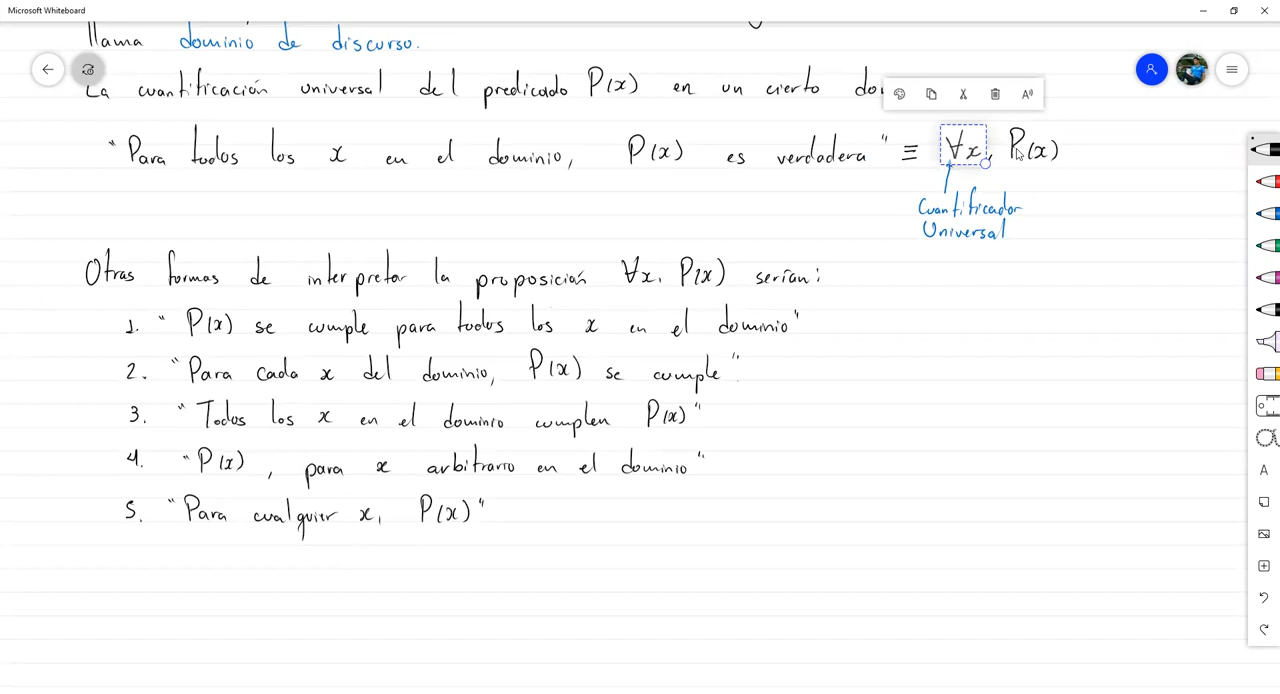 Microsoft Whiteboard
llama dominio de discurso.
La cuantificación universal del predicado P(x) en un cierto
"Para todos los x en el dominio, P(x) es verdadera" ≡ ∀x, P(x)
Cuantificador
Universal
Otras formas de interpretar la proposición ∀x, P(x) serían:
1. "P(x) se cumple para todos los x en el dominio"
2. "Para cada x del dominio, P(x) se cumple".
3. "Todos los x en el dominio cumplen P(x)"
4. "P(x), para x arbitrario en el dominio"
5. "Para cualquier x, P(x)"